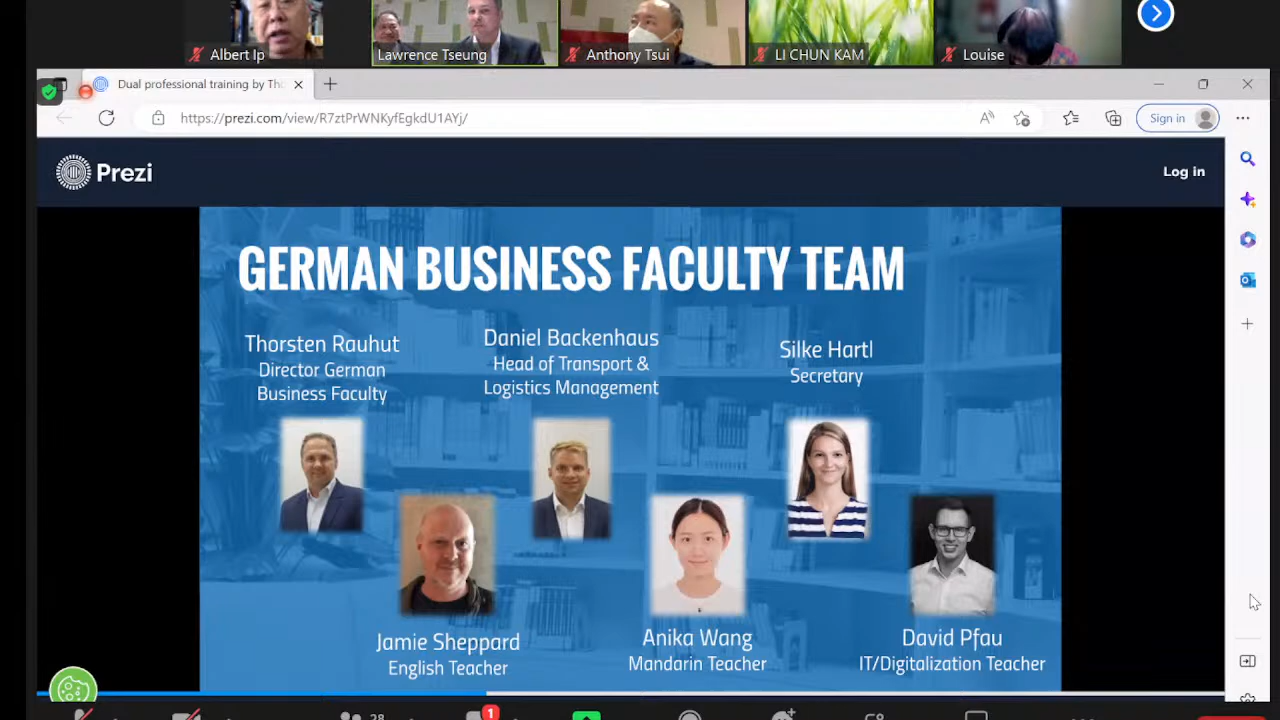 Albert Ip
Lawrence Tseung
Anthony Tsui
LI CHUN KAM
Louise
Dual professional training by Tho
https://prezi.com/view/R7ztPrWNKyfEgkdU1AYj/
Sign in
Prezi
Log in
GERMAN BUSINESS FACULTY TEAM
Thorsten Rauhut
Director German
Business Faculty
Daniel Backenhaus
Head of Transport &
Logistics Management
Silke Hartl
Secretary
Jamie Sheppard
English Teacher
Anika Wang
Mandarin Teacher
David Pfau
IT/Digitalization Teacher
28
1